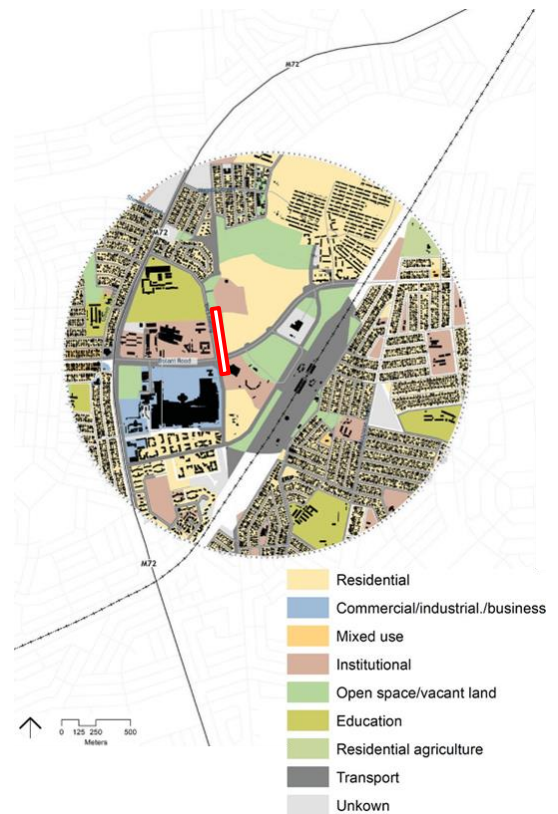 M72
M72
M72
Residential
Commercial/industrial./business
Mixed use
Institutional
Open space/vacant land
Education
Residential agriculture
Transport
Unkown
0 125 250 500
Meters